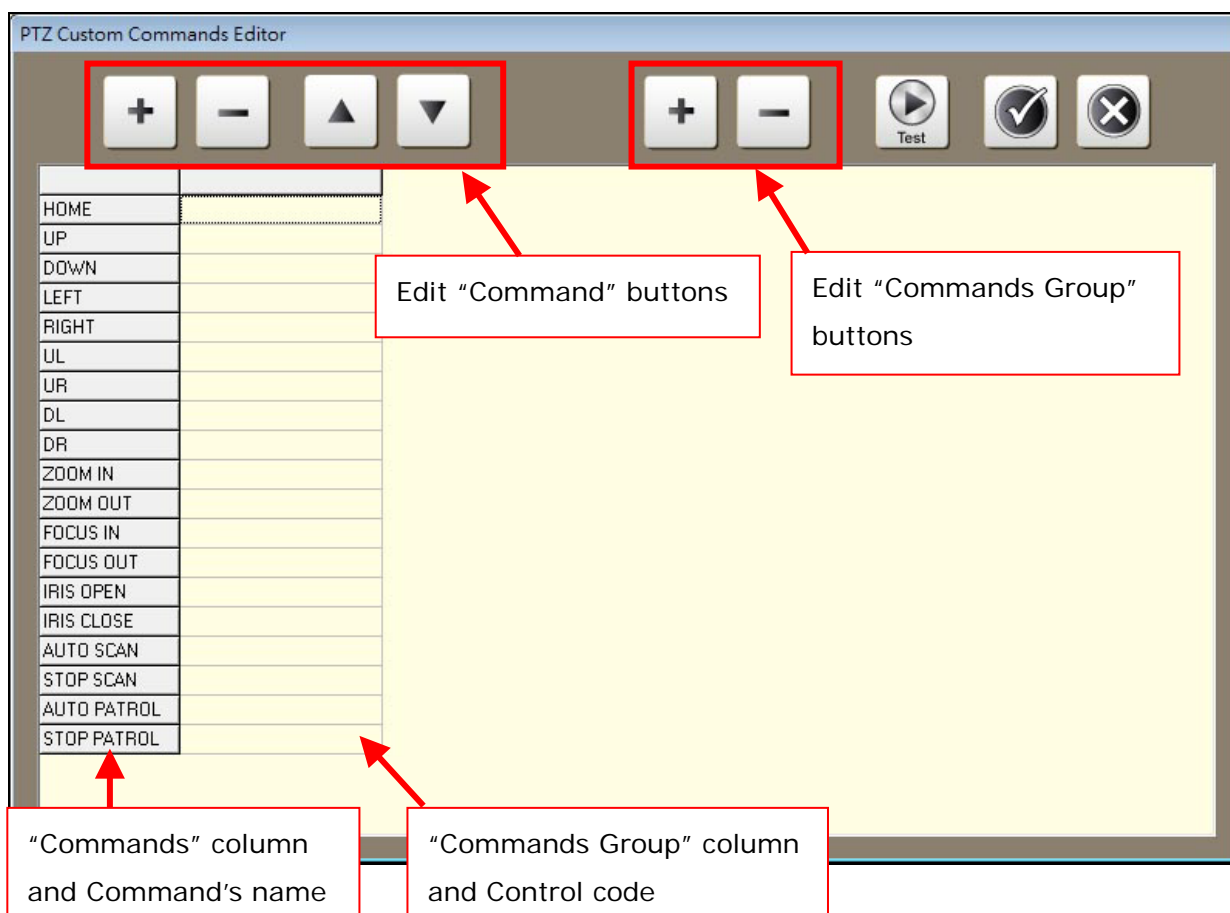 PTZ Custom Commands Editor
Test
HOME
UP
DOWN
LEFT
RIGHT
UL
UR
DL
DR
ZOOM IN
ZOOM OUT
FOCUS IN
FOCUS OUT
IRIS OPEN
IRIS CLOSE
AUTO SCAN
STOP SCAN
AUTO PATROL
STOP PATROL
Edit “Command” buttons
Edit “Commands Group”
buttons
“Commands” column
and Command’s name
“Commands Group” column
and Control code